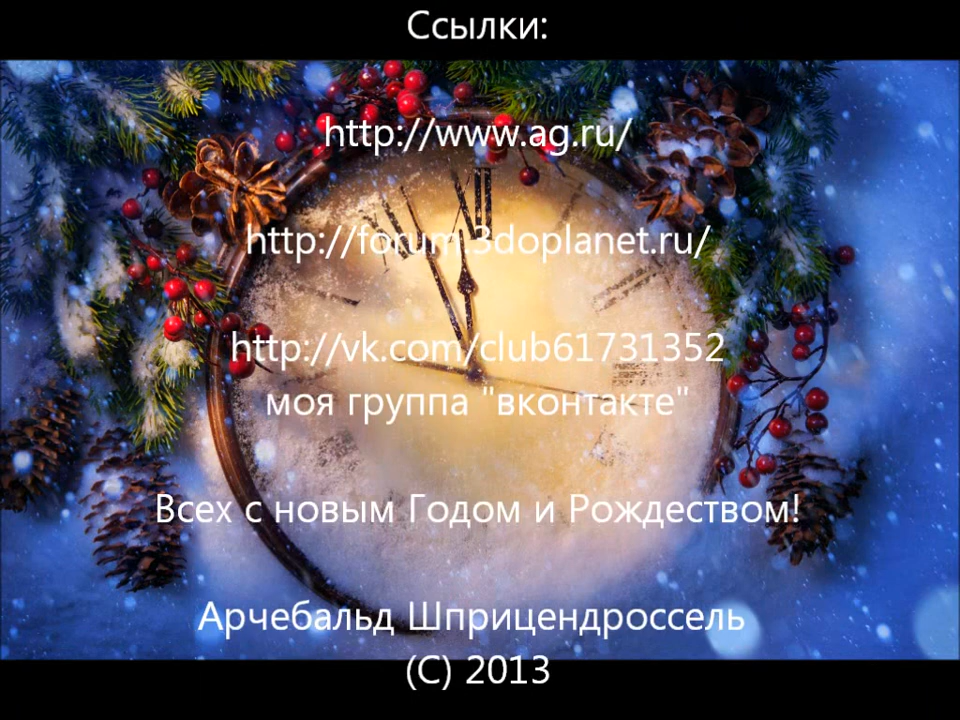 Ссылки:
http://www.ag.ru/
http://forum.3doplanet.ru/
http://vk.com/club61731352
моя группа "вконтакте"
Всех с новым Годом и Рождеством!
Арчебальд Шприцендроссель
(С) 2013